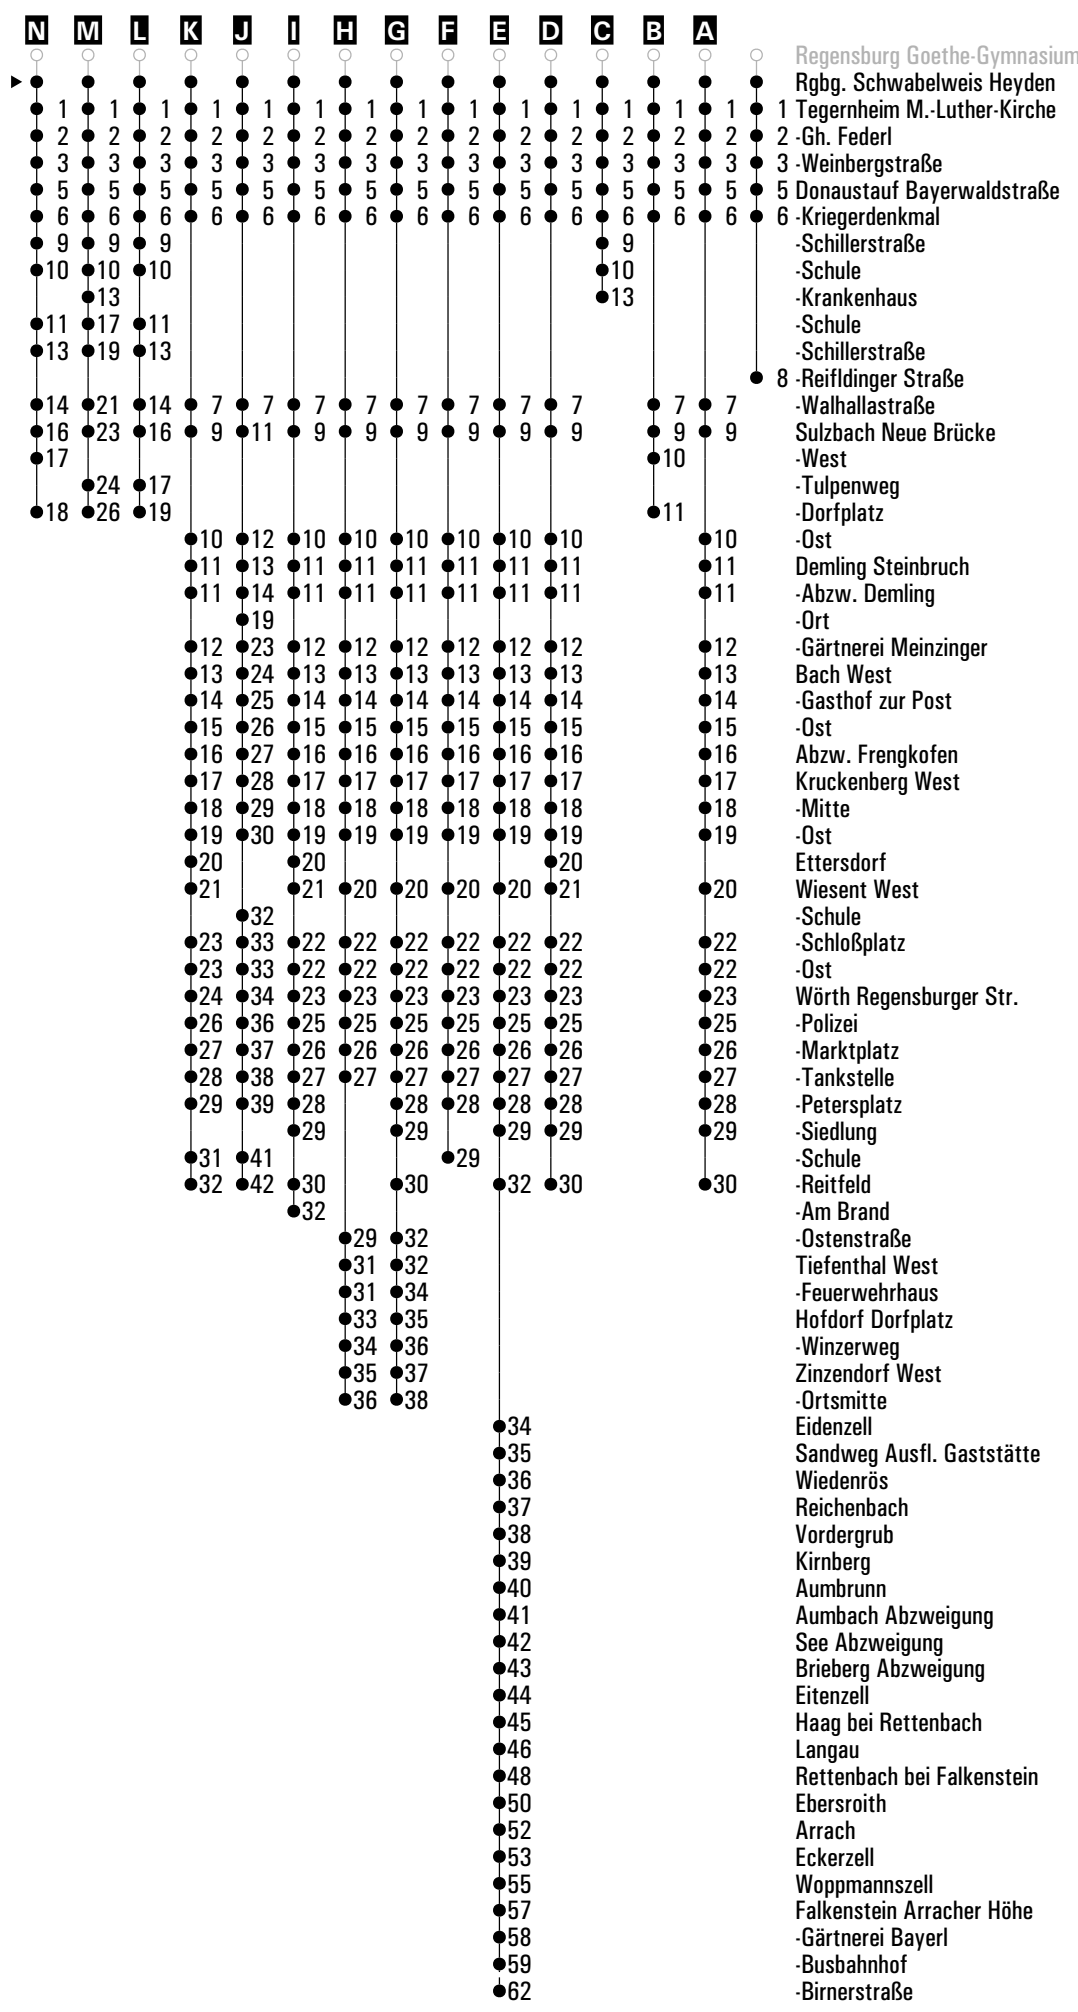 N M L K J I H G F E D C B A
Regensburg Goethe-Gymnasium
Rgbg. Schwabelweis Heyden
1 1 1 1 1 1 1 1 1 1 1 1 1 1 1 Tegernheim M.-Luther-Kirche
2 2 2 2 2 2 2 2 2 2 2 2 2 2 2 -Gh. Federl
3 3 3 3 3 3 3 3 3 3 3 3 3 3 3 -Weinbergstraße
5 5 5 5 5 5 5 5 5 5 5 5 5 5 5 Donaustauf Bayerwaldstraße
6 6 6 6 6 6 6 6 6 6 6 6 6 6 6 -Kriegerdenkmal
9 9 9 9 -Schillerstraße
10 10 10 10 -Schule
13 13 -Krankenhaus
11 17 11 -Schule
13 19 13 -Schillerstraße
8 -Reifldinger Straße
14 21 14 7 7 7 7 7 7 7 7 7 7 -Walhallastraße
16 23 16 9 11 9 9 9 9 9 9 9 9 Sulzbach Neue Brücke
17 10 -West
24 17 -Tulpenweg
18 26 19 11 -Dorfplatz
10 12 10 10 10 10 10 10 10 -Ost
11 13 11 11 11 11 11 11 11 Demling Steinbruch
11 14 11 11 11 11 11 11 11 -Abzw. Demling
19 -Ort
12 23 12 12 12 12 12 12 12 -Gärtnerei Meinzinger
13 24 13 13 13 13 13 13 13 Bach West
14 25 14 14 14 14 14 14 14 -Gasthof zur Post
15 26 15 15 15 15 15 15 15 -Ost
16 27 16 16 16 16 16 16 16 Abzw. Frengkofen
17 28 17 17 17 17 17 17 17 Kruckenberg West
18 29 18 18 18 18 18 18 18 -Mitte
19 30 19 19 19 19 19 19 19 -Ost
20 20 20 Ettersdorf
21 21 20 20 20 20 21 20 Wiesent West
32 -Schule
23 33 22 22 22 22 22 22 22 -Schloßplatz
23 33 22 22 22 22 22 22 22 -Ost
24 34 23 23 23 23 23 23 23 Wörth Regensburger Str.
26 36 25 25 25 25 25 25 25 -Polizei
27 37 26 26 26 26 26 26 26 -Marktplatz
28 38 27 27 27 27 27 27 27 -Tankstelle
29 39 28 28 28 28 28 28 -Petersplatz
29 29 29 29 29 -Siedlung
31 41 29 -Schule
32 42 30 30 32 30 30 -Reitfeld
32 -Am Brand
29 32 -Ostenstraße
31 32 Tiefenthal West
31 34 -Feuerwehrhaus
33 35 Hofdorf Dorfplatz
34 36 -Winzerweg
35 37 Zinzendorf West
36 38 -Ortsmitte
34 Eidenzell
35 Sandweg Ausfl. Gaststätte
36 Wiedenrös
37 Reichenbach
38 Vordergrub
39 Kirnberg
40 Aumbrunn
41 Aumbach Abzweigung
42 See Abzweigung
43 Brieberg Abzweigung
44 Eitenzell
45 Haag bei Rettenbach
46 Langau
48 Rettenbach bei Falkenstein
50 Ebersroith
52 Arrach
53 Eckerzell
55 Woppmannszell
57 Falkenstein Arracher Höhe
58 -Gärtnerei Bayerl
59 -Busbahnhof
62 -Birnerstraße